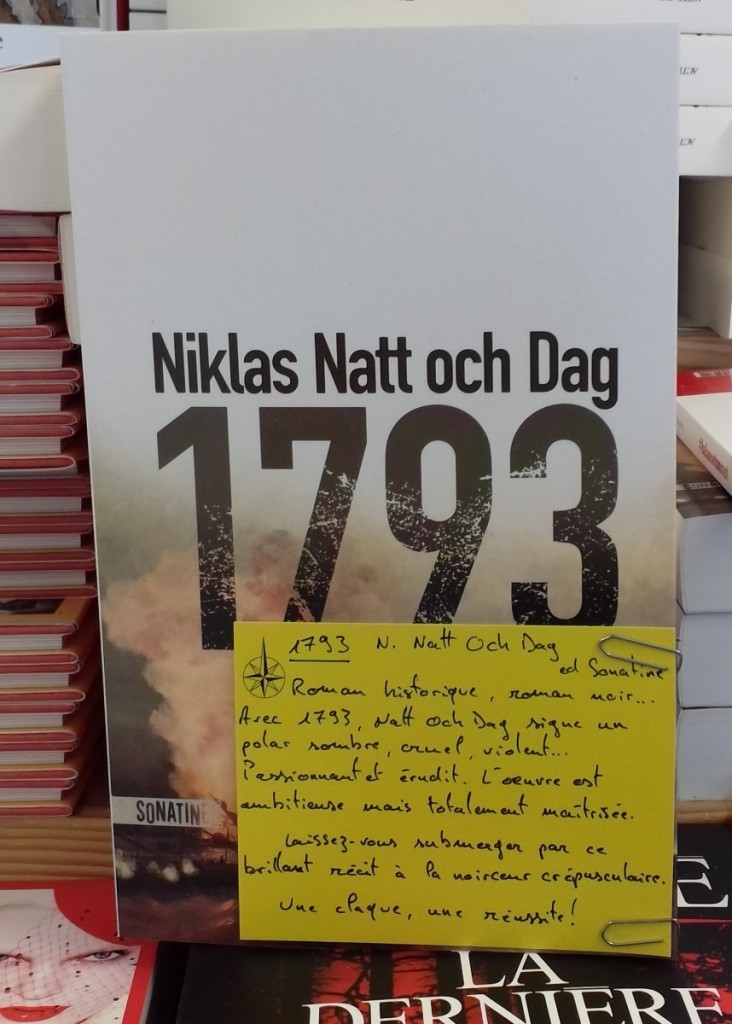 Niklas Natt och Dag
1793
SONATINE
1793 N. Natt Och Dag
ed Sonatine
Roman historique, roman noir...
Avec 1793, Natt Och Dag signe un
polar sombre, cruel, violent...
Passionnant et érudit. L'oeuvre est
ambitieuse mais totalement maîtrisée.
Laissez-vous submerger par ce
brillant récit à la noirceur crépusculaire.
Une claque, une réussite!
LA
DERNIÈRE